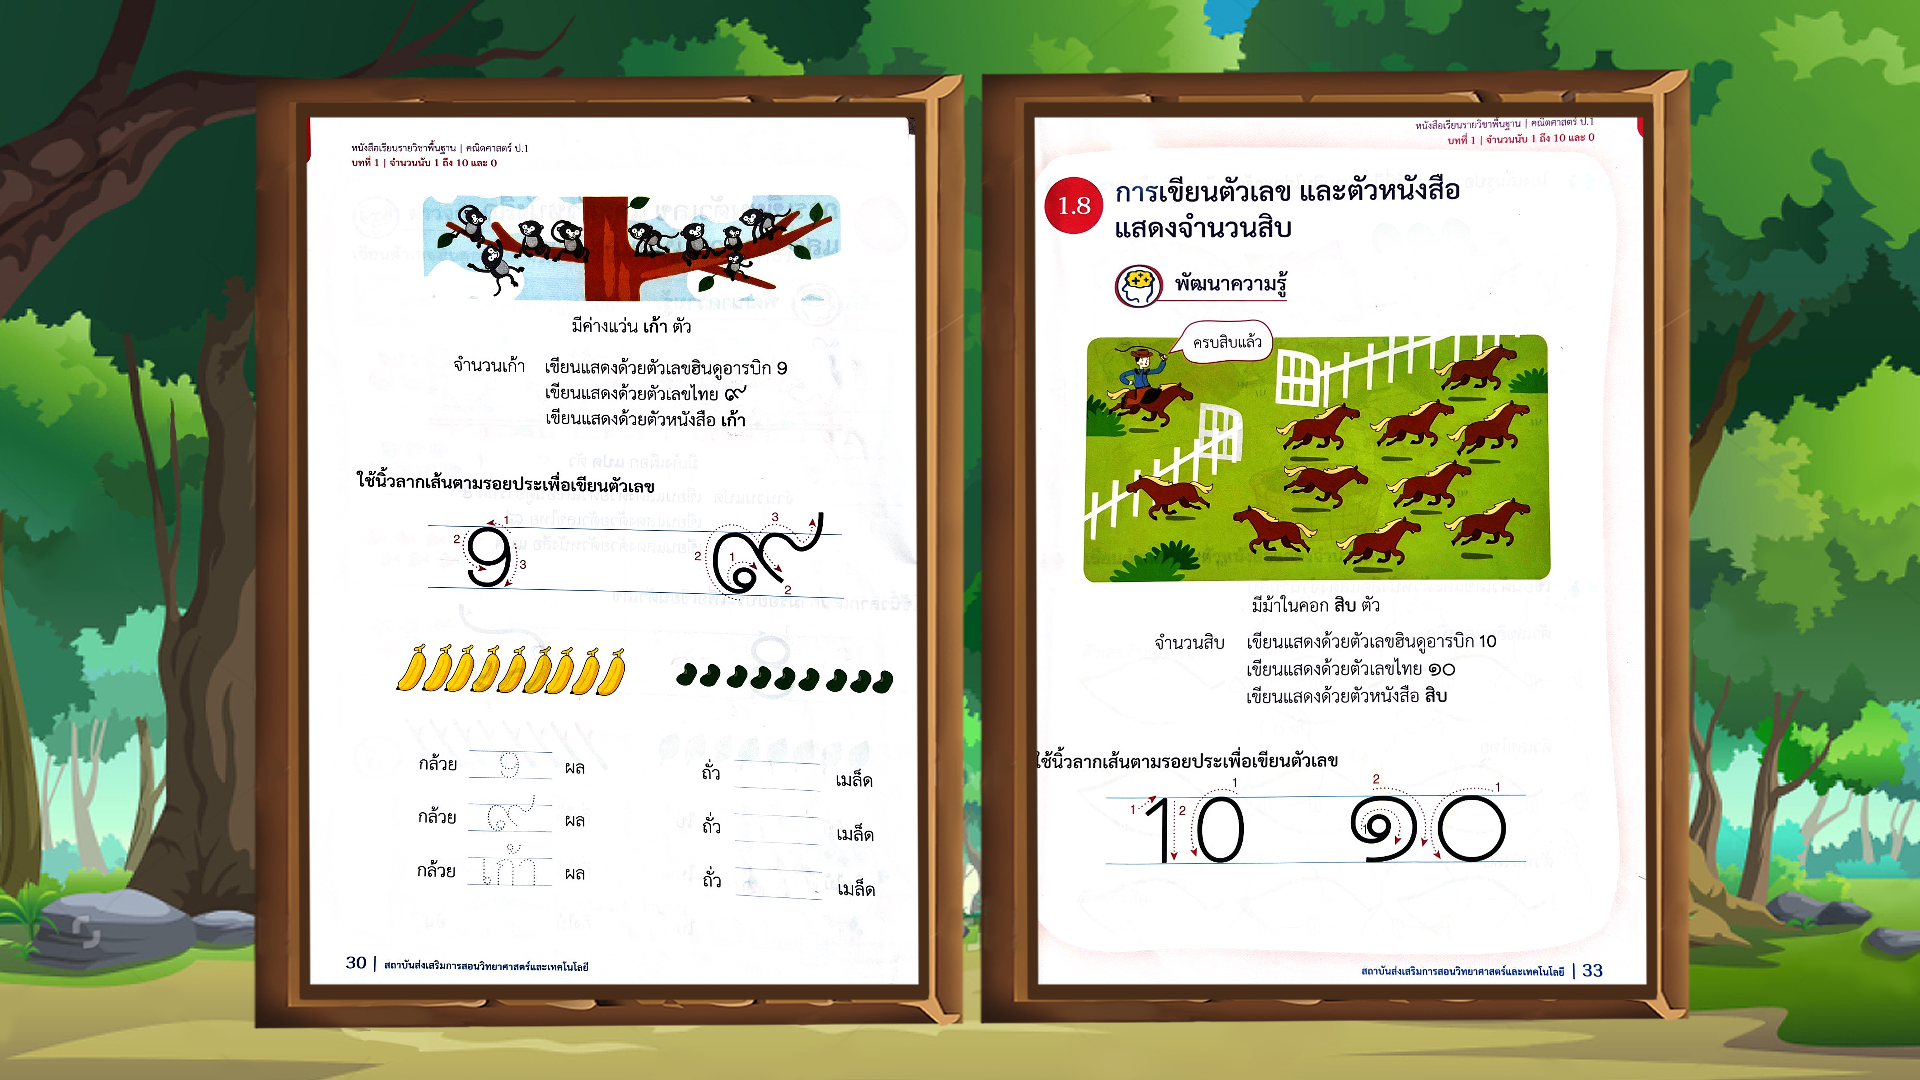 หนังสือเรียนรายวิชาพื้นฐาน | คณิตศาสตร์ ป.1
บทที่ 1 | จำนวนนับ 1 ถึง 10 และ 0
มีค่างแว่น เก้า ตัว
จำนวนเก้า เขียนแสดงด้วยตัวเลขฮินดูอารบิก 9
เขียนแสดงด้วยตัวเลขไทย ๙
เขียนแสดงด้วยตัวหนังสือ เก้า
ใช้นิ้วลากเส้นตามรอยประเพื่อเขียนตัวเลข
9 ๙
1 2 3 1 2 3 2
กล้วย 9 ผล ถั่ว เมล็ด
กล้วย ๙ ผล ถั่ว เมล็ด
กล้วย เก้า ผล ถั่ว เมล็ด
30 | สถาบันส่งเสริมการสอนวิทยาศาสตร์และเทคโนโลยี
หนังสือเรียนรายวิชาพื้นฐาน | คณิตศาสตร์ ป.1
บทที่ 1 | จำนวนนับ 1 ถึง 10 และ 0
1.8 การเขียนตัวเลข และตัวหนังสือ
แสดงจำนวนสิบ
พัฒนาความรู้
ครบสิบแล้ว
มีม้าในคอก สิบ ตัว
จำนวนสิบ เขียนแสดงด้วยตัวเลขฮินดูอารบิก 10
เขียนแสดงด้วยตัวเลขไทย ๑๐
เขียนแสดงด้วยตัวหนังสือ สิบ
ใช้นิ้วลากเส้นตามรอยประเพื่อเขียนตัวเลข
1 2 1 2 1 1
10 ๑๐
สถาบันส่งเสริมการสอนวิทยาศาสตร์และเทคโนโลยี | 33